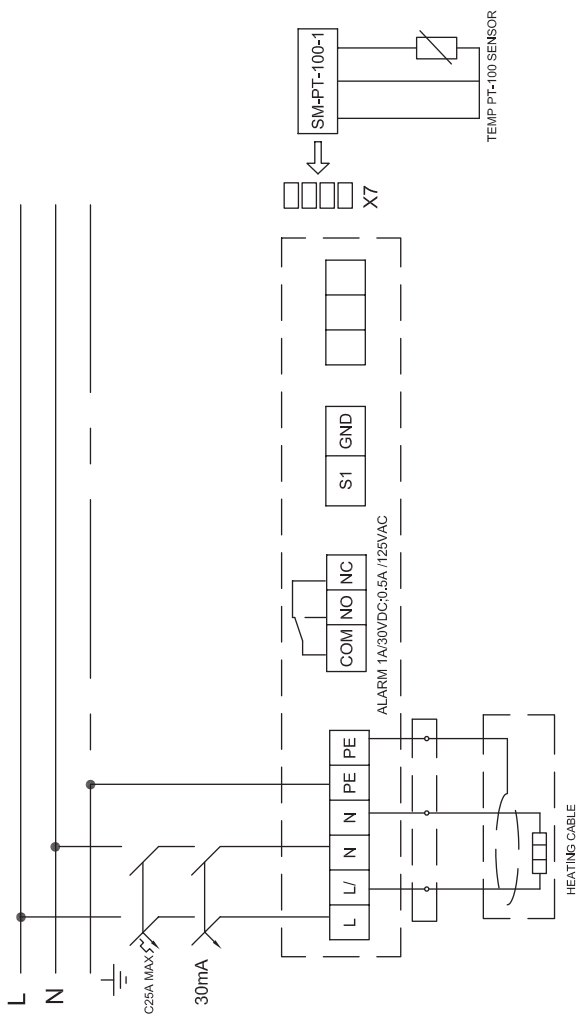 L
N
C25A MAX
30mA
L
L/
N
N
PE
PE
HEATING CABLE
COM
NO
NC
ALARM 1A/30VDC;0.5A /125VAC
S1
GND
X7
SM-PT-100-1
TEMP PT-100 SENSOR